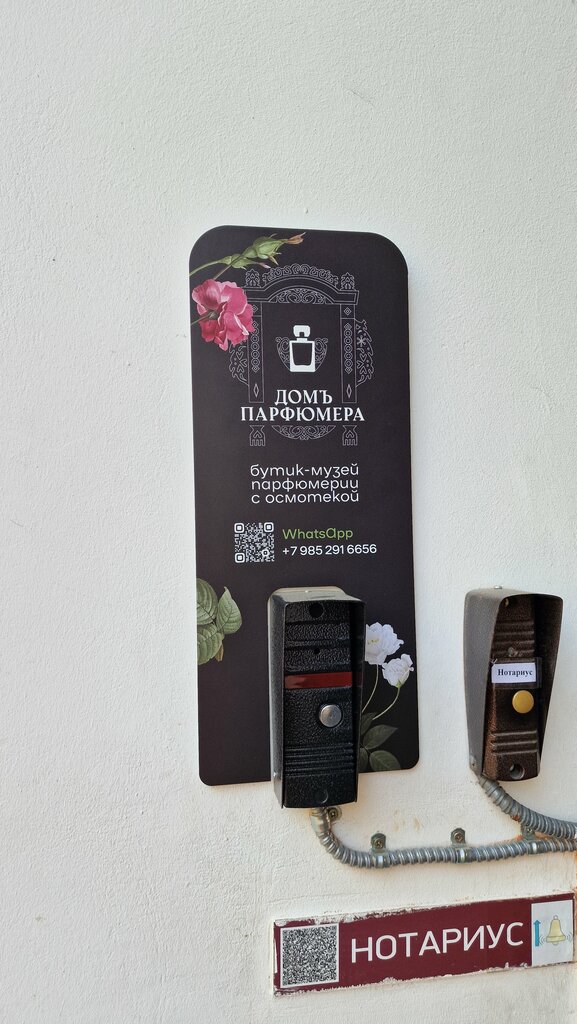 ДОМЪ
ПАРФЮМЕРА
бутик-музей
парфюмерии
с осмотекой
WhatsApp
+7 985 291 6656
Нотариус
НОТАРИУС